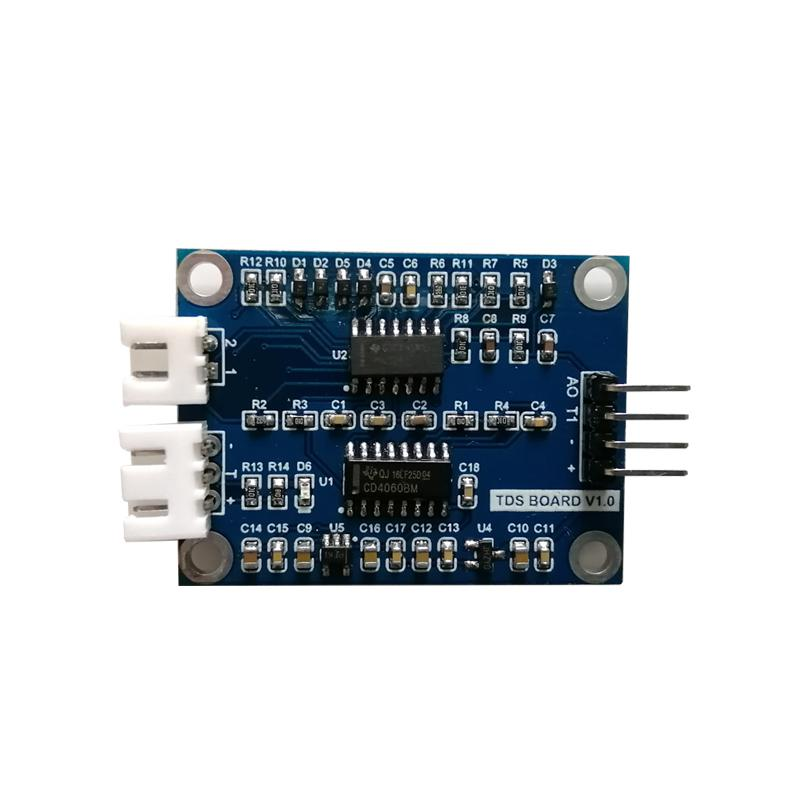 R12 R10 D1 D2 D5 D4 C5 C6 R6 R11 R7 R5 D3
R8 C8 R9 C7
U2
2
1
AO T1 - +
R2 R3 C1 C3 C2 R1 R4 C4
- T +
R13 R14 D6 U1
QJ 16EF25D94
CD4060BM
C18
TDS BOARD V1.0
C14 C15 C9 U5 C16 C17 C12 C13 U4 C10 C11